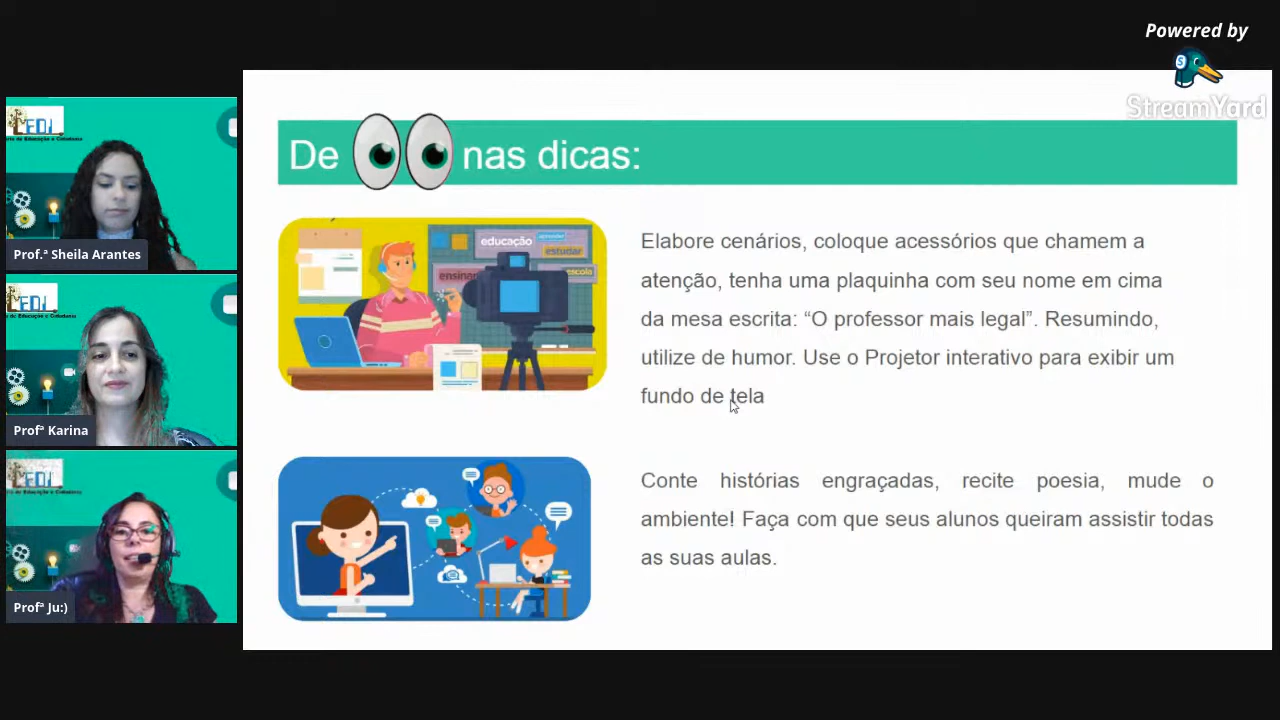 Powered by
StreamYard
De nas dicas:
educação
aprender
estudar
ensinar
escola
Elabore cenários, coloque acessórios que chamem a
atenção, tenha uma plaquinha com seu nome em cima
da mesa escrita: “O professor mais legal”. Resumindo,
utilize de humor. Use o Projetor interativo para exibir um
fundo de tela
Conte histórias engraçadas, recite poesia, mude o
ambiente! Faça com que seus alunos queiram assistir todas
as suas aulas.
Prof.ª Sheila Arantes
Profª Karina
Profª Ju:)